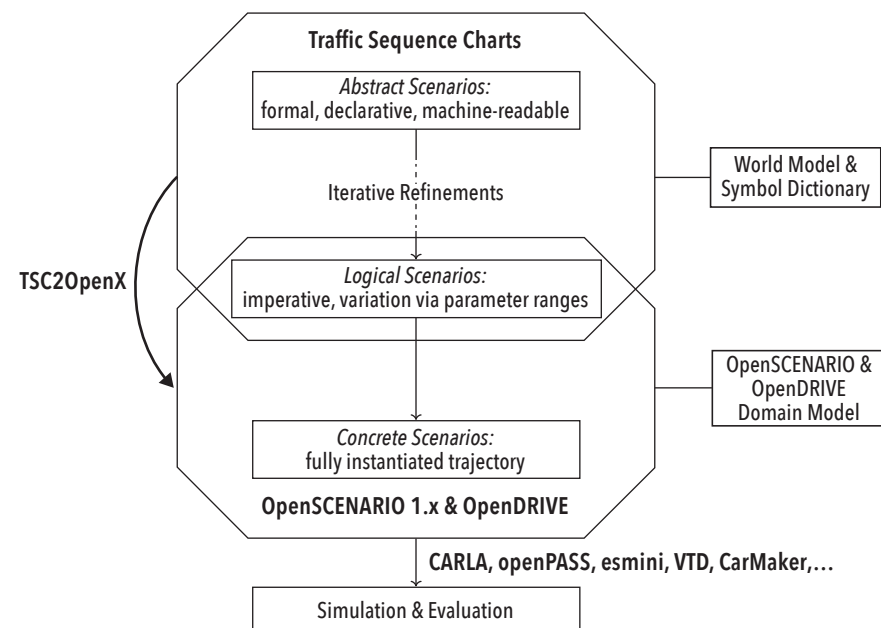 Traffic Sequence Charts
Abstract Scenarios:
formal, declarative, machine-readable
World Model &
Symbol Dictionary
Iterative Refinements
TSC2OpenX
Logical Scenarios:
imperative, variation via parameter ranges
OpenSCENARIO &
OpenDRIVE
Domain Model
Concrete Scenarios:
fully instantiated trajectory
OpenSCENARIO 1.x & OpenDRIVE
CARLA, openPASS, esmini, VTD, CarMaker,...
Simulation & Evaluation